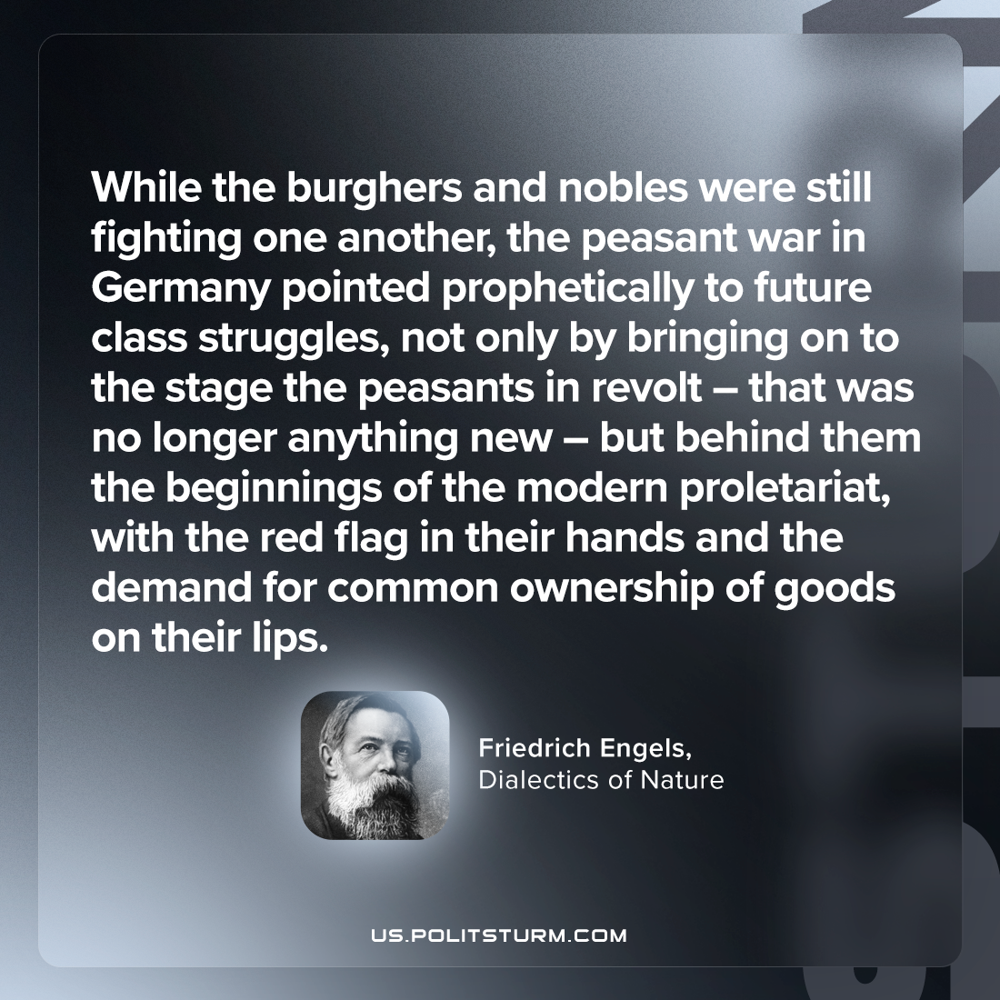 While the burghers and nobles were still
fighting one another, the peasant war in
Germany pointed prophetically to future
class struggles, not only by bringing on to
the stage the peasants in revolt – that was
no longer anything new – but behind them
the beginnings of the modern proletariat,
with the red flag in their hands and the
demand for common ownership of goods
on their lips.
Friedrich Engels,
Dialectics of Nature
US.POLITSTURM.COM